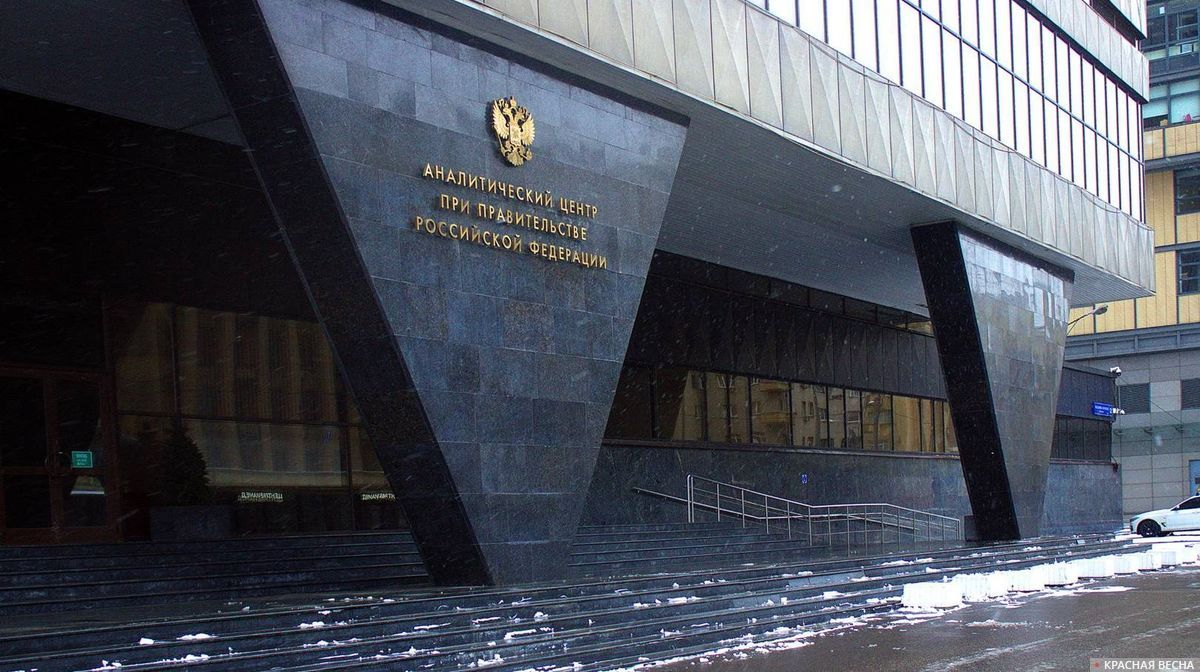 АНАЛИТИЧЕСКИЙ ЦЕНТР
ПРИ ПРАВИТЕЛЬСТВЕ
РОССИЙСКОЙ ФЕДЕРАЦИИ
КРАСНАЯ ВЕСНА